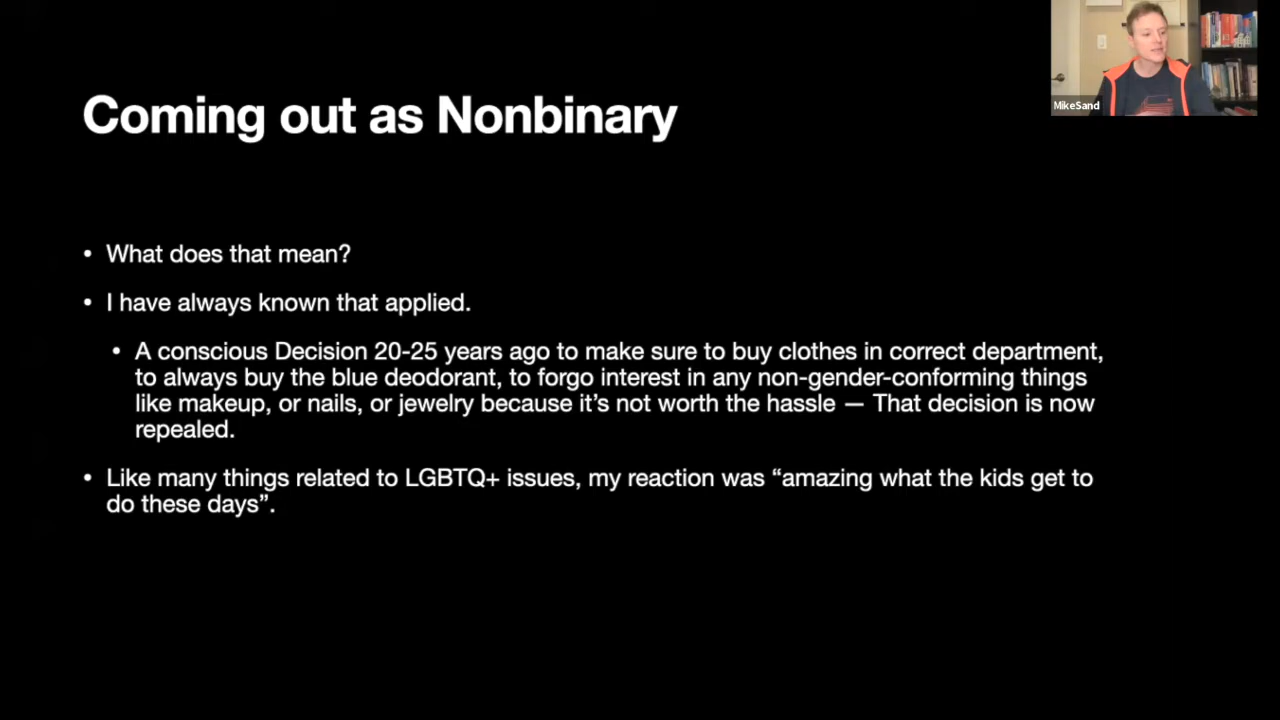 MikeSand
Coming out as Nonbinary
• What does that mean?
• I have always known that applied.
• A conscious Decision 20-25 years ago to make sure to buy clothes in correct department,
to always buy the blue deodorant, to forgo interest in any non-gender-conforming things
like makeup, or nails, or jewelry because it’s not worth the hassle — That decision is now
repealed.
• Like many things related to LGBTQ+ issues, my reaction was “amazing what the kids get to
do these days”.